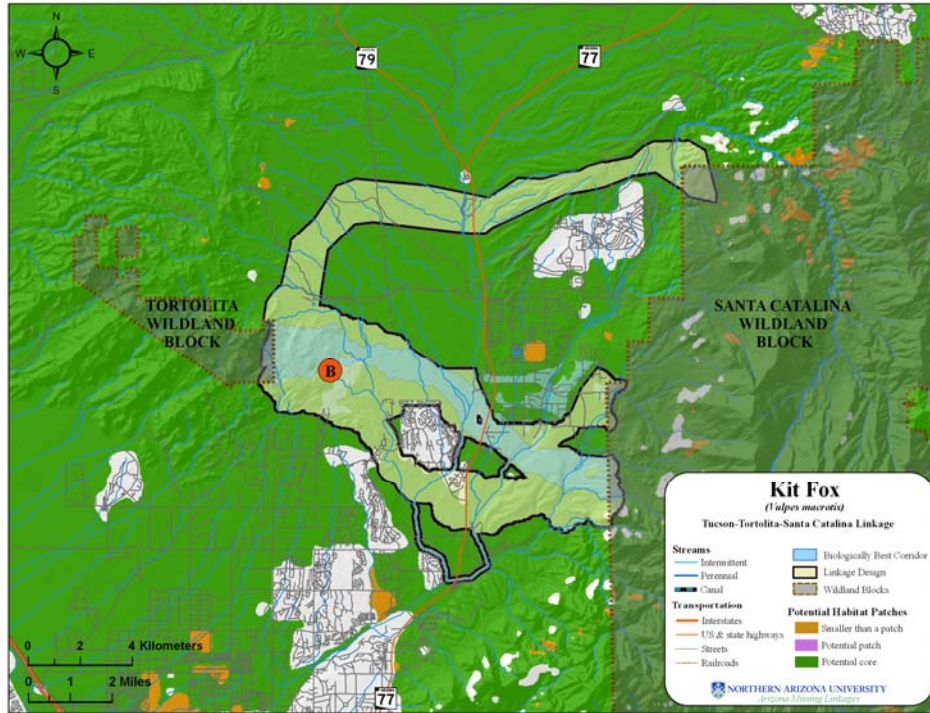 N
W E
S
79
77
TORTOLITA
WILDLAND
BLOCK
SANTA CATALINA
WILDLAND
BLOCK
B
Kit Fox
(Vulpes macrotis)
Tucson-Tortolita-Santa Catalina Linkage
Streams
Intermittent
Perennial
Canal
Transportation
Interstates
US & state highways
Streets
Railroads
Biologically Best Corridor
Linkage Design
Wildland Blocks
Potential Habitat Patches
Smaller than a patch
Potential patch
Potential core
NORTHERN ARIZONA UNIVERSITY
Arizona Missing Linkages
0 2 4 Kilometers
0 1 2 Miles
77